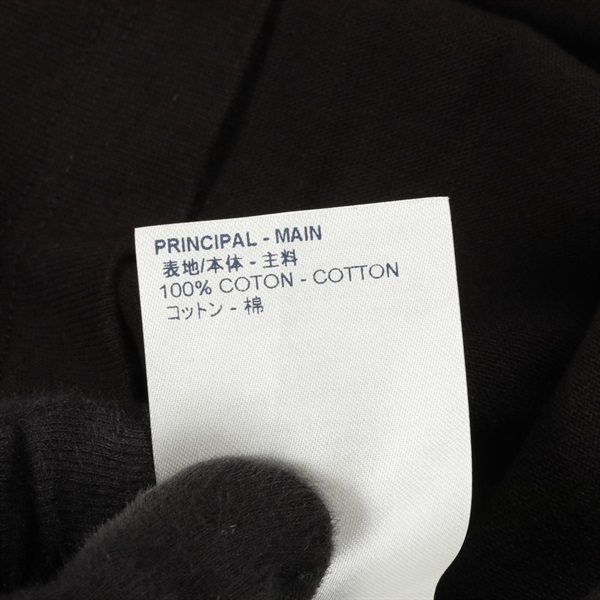 PRINCIPAL - MAIN
表地/本体 - 主料
100% COTON - COTTON
コットン - 棉